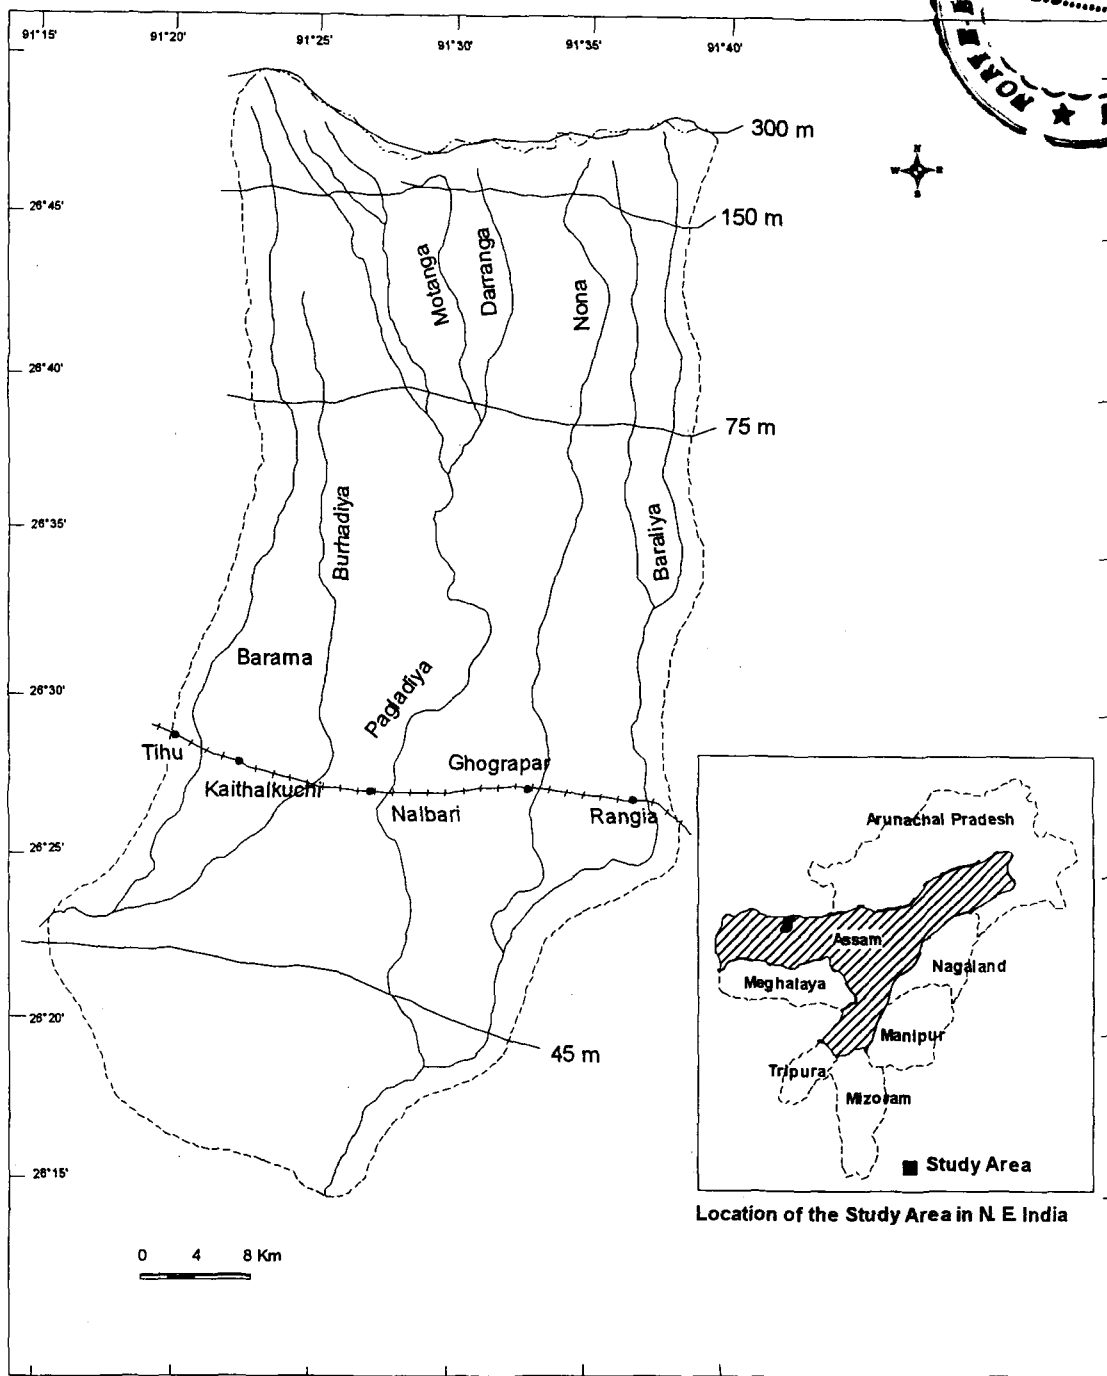 91°15'
91°20'
91°25'
91°30'
91°35'
91°40'
300 m
N
W
E
S
26°45'
150 m
Motanga
Darranga
Nona
26°40'
75 m
26°35'
Burhadiya
Baraliya
Barama
26°30'
Pagladiya
Tihu
Ghograpar
Kaithalkuchi
Nalbari
Rangia
26°25'
26°20'
45 m
26°15'
Arunachal Pradesh
Assam
Nagaland
Meghalaya
Manipur
Tripura
Mizoram
Study Area
Location of the Study Area in N. E. India
0 4 8 Km